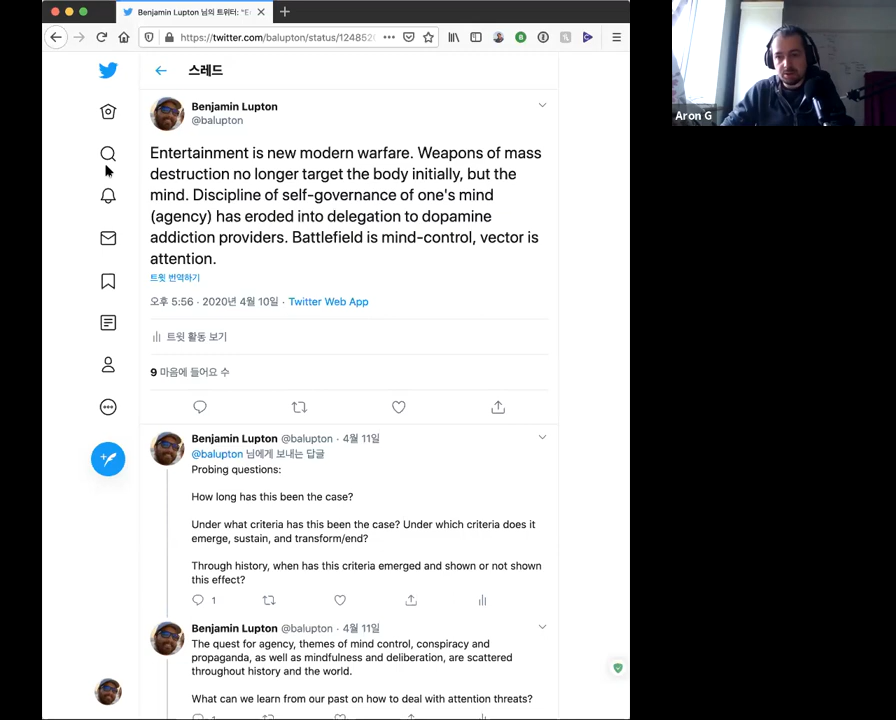 Benjamin Lupton 님의 트위터: "E
https://twitter.com/balupton/status/124852
Aron G
스레드
Benjamin Lupton
@balupton
Entertainment is new modern warfare. Weapons of mass
destruction no longer target the body initially, but the
mind. Discipline of self-governance of one's mind
(agency) has eroded into delegation to dopamine
addiction providers. Battlefield is mind-control, vector is
attention.
트윗 번역하기
오후 5:56 · 2020년 4월 10일 · Twitter Web App
트윗 활동 보기
9 마음에 들어요 수
Benjamin Lupton @balupton · 4월 11일
@balupton 님에게 보내는 답글
Probing questions:
How long has this been the case?
Under what criteria has this been the case? Under which criteria does it
emerge, sustain, and transform/end?
Through history, when has this criteria emerged and shown or not shown
this effect?
1
Benjamin Lupton @balupton · 4월 11일
The quest for agency, themes of mind control, conspiracy and
propaganda, as well as mindfulness and deliberation, are scattered
throughout history and the world.
What can we learn from our past on how to deal with attention threats?